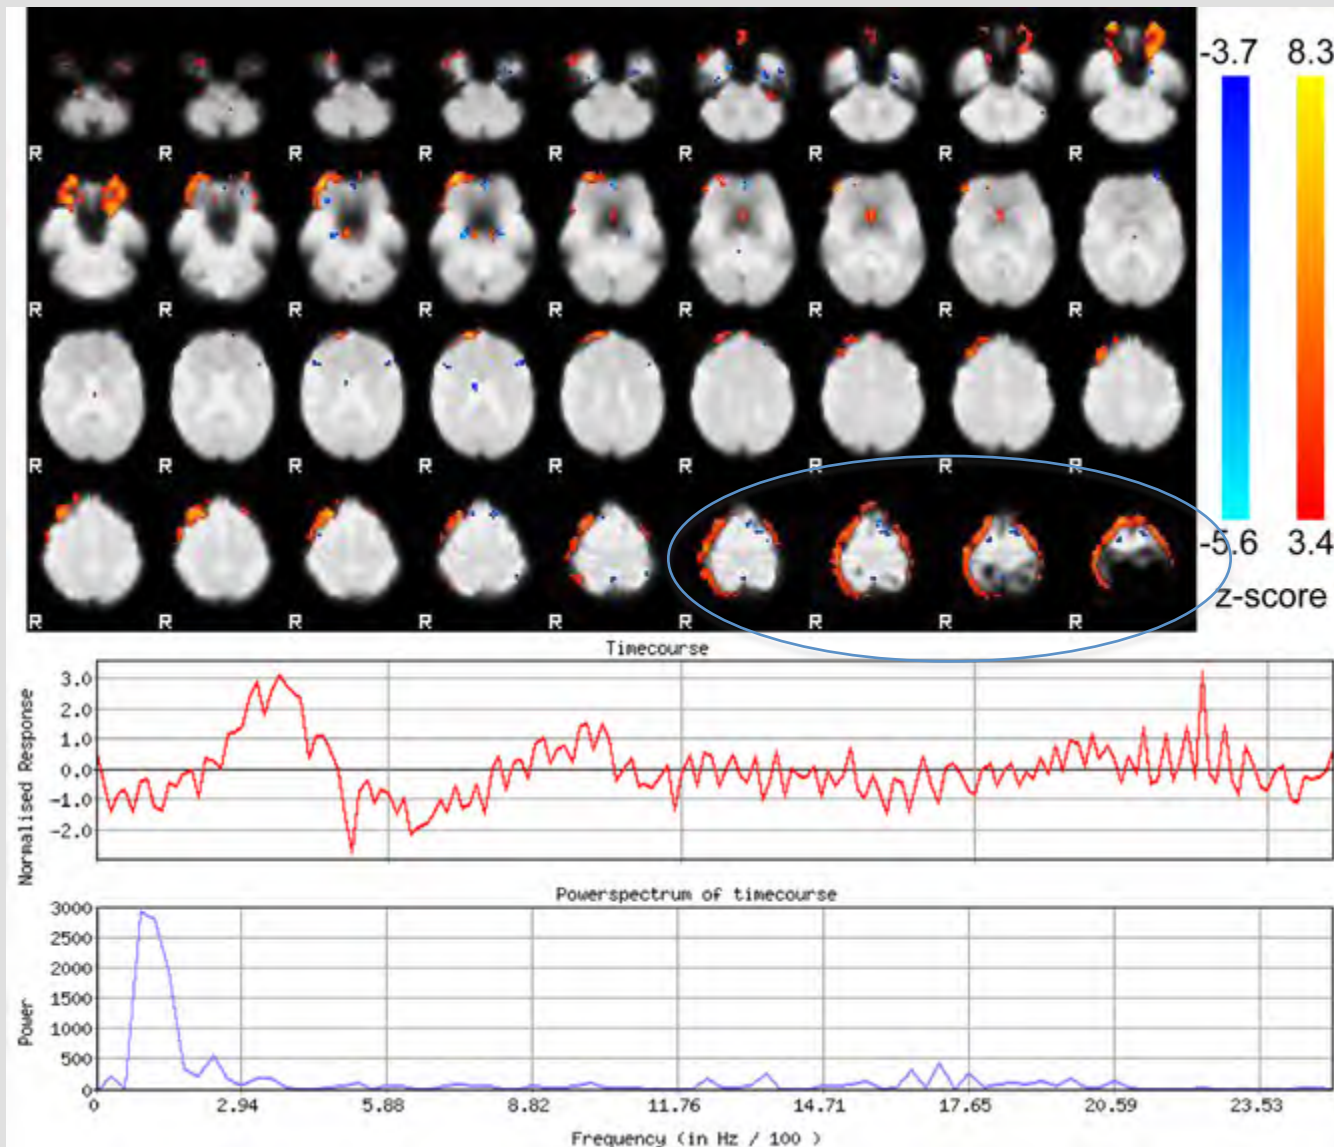 -3.7 8.3
R R R R R R R R R
R R R R R R R R R
R R R R R R R R R
-5.6 3.4
z-score
R R R R R R R R R
Timecourse
Normalised Response
3.0
2.0
1.0
0.0
-1.0
-2.0
Powerspectrum of timecourse
Power
3000
2500
2000
1500
1000
500
0
0 2.94 5.88 8.82 11.76 14.71 17.65 20.59 23.53
Frequency (in Hz / 100 )